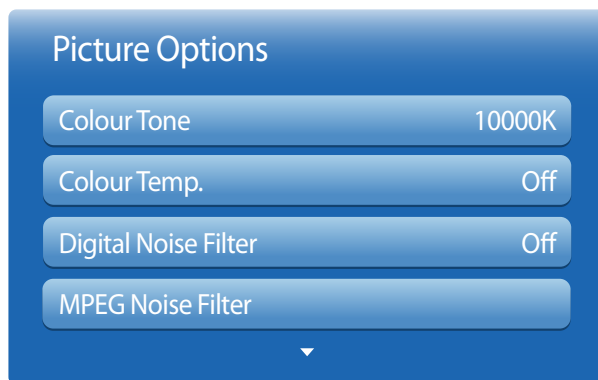 Picture Options
Colour Tone 10000K
Colour Temp. Off
Digital Noise Filter Off
MPEG Noise Filter